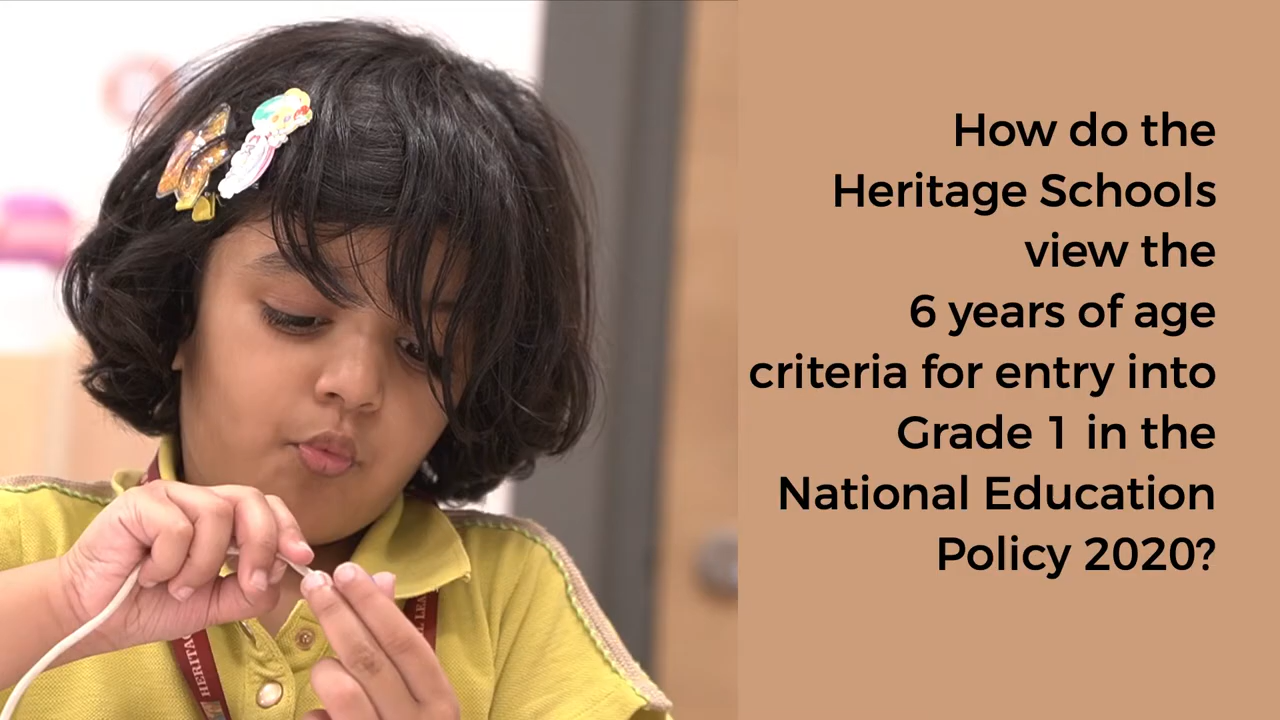 How do the
Heritage Schools
view the
6 years of age
criteria for entry into
Grade 1 in the
National Education
Policy 2020?
HERITAG